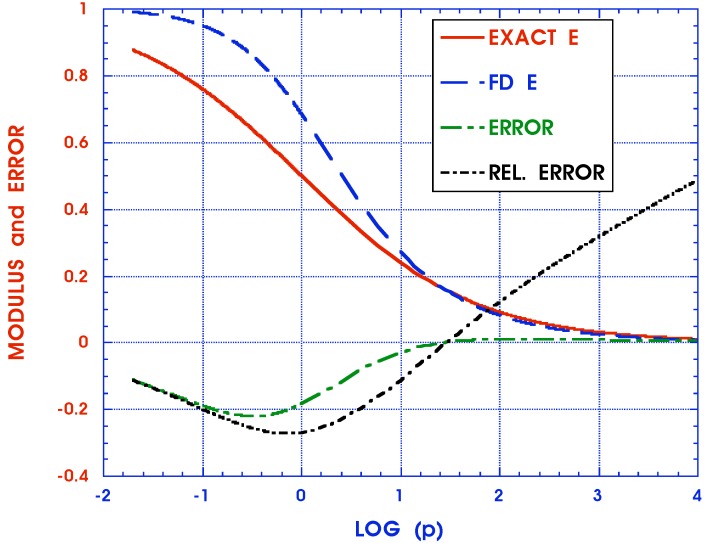 1
0.8
0.6
0.4
0.2
0
-0.2
-0.4
MODULUS and ERROR
EXACT E
FD E
ERROR
REL. ERROR
-2 -1 0 1 2 3 4
LOG (p)